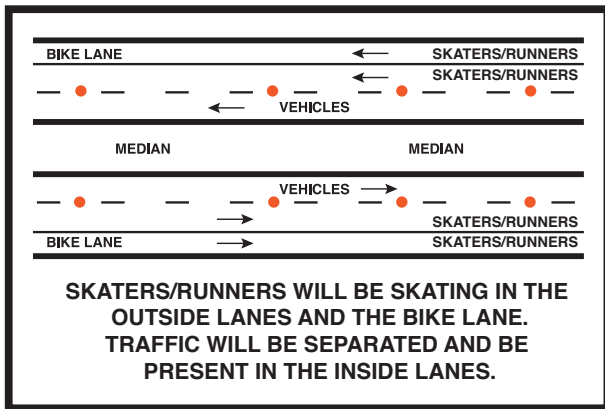 BIKE LANE SKATERS/RUNNERS
SKATERS/RUNNERS
VEHICLES
MEDIAN MEDIAN
VEHICLES
SKATERS/RUNNERS
BIKE LANE SKATERS/RUNNERS
SKATERS/RUNNERS WILL BE SKATING IN THE
OUTSIDE LANES AND THE BIKE LANE.
TRAFFIC WILL BE SEPARATED AND BE
PRESENT IN THE INSIDE LANES.